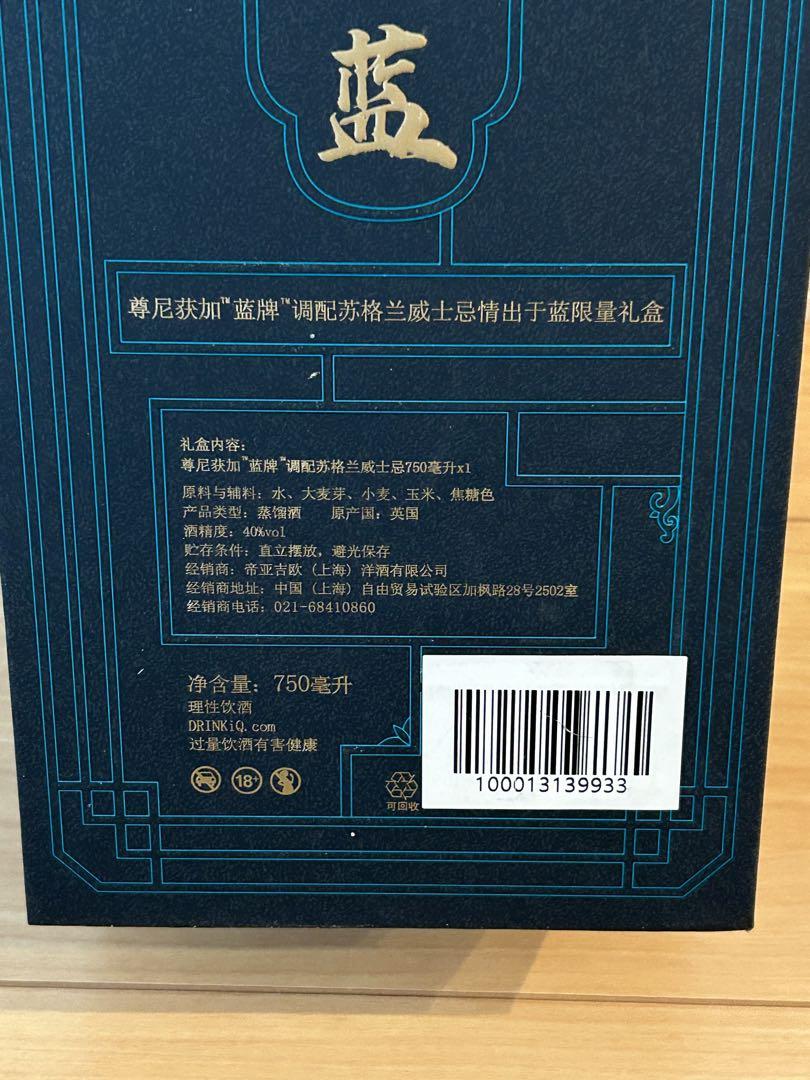 蓝
尊尼获加™蓝牌™调配苏格兰威士忌情出于蓝限量礼盒
礼盒内容：
尊尼获加™蓝牌™调配苏格兰威士忌750毫升x1
原料与辅料：水、大麦芽、小麦、玉米、焦糖色
产品类型：蒸馏酒 原产国：英国
酒精度：40%vol
贮存条件：直立摆放，避光保存
经销商：帝亚吉欧（上海）洋酒有限公司
经销商地址：中国（上海）自由贸易试验区加枫路28号2502室
经销商电话：021-68410860
净含量：750毫升
理性饮酒
DRINKiQ.com
过量饮酒有害健康
18+
可回收
100013139933